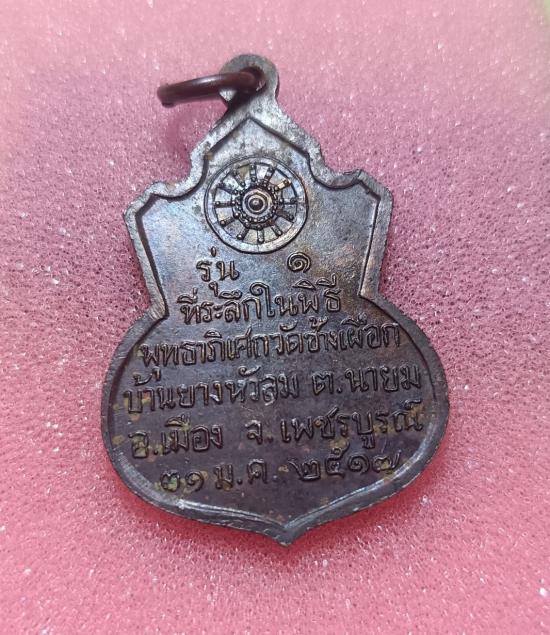 รุ่น ๑
ที่ระลึกในพิธี
พุทธาภิเศกวัดช้างเผือก
บ้านยางหัวลม ต.นายม
อ.เมือง จ.เพชรบูรณ์
๓๑ ม.ค. ๒๕๑๗